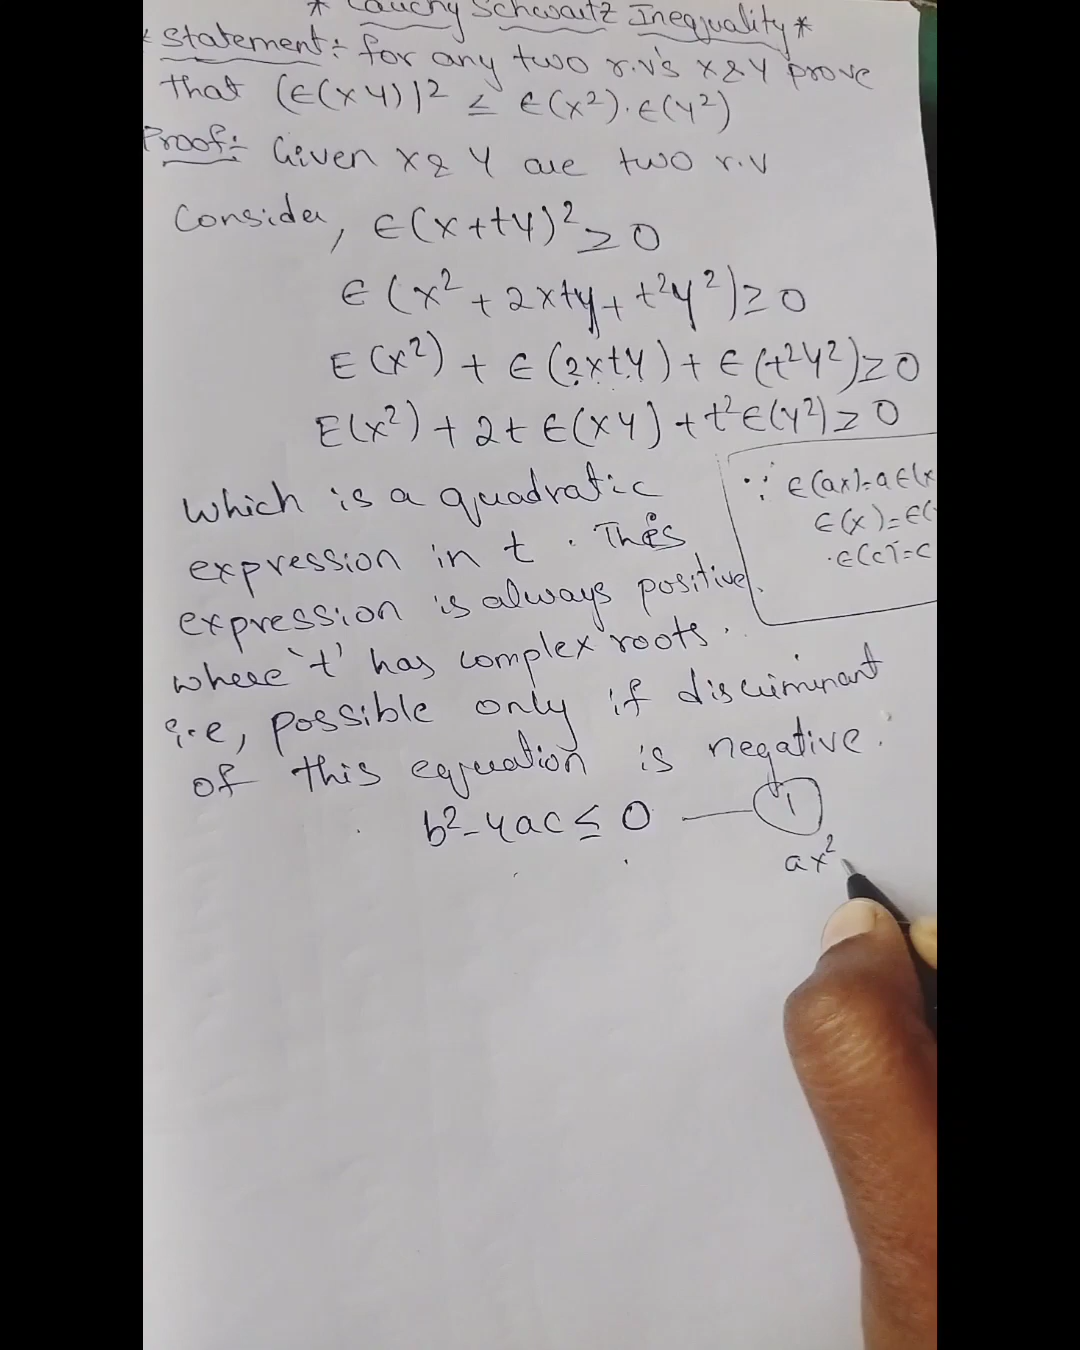 * Cauchy Schwartz Inequality *
* Statement:- for any two r.v's x & y prove
that (E(xy))² ≤ E(x²).E(y²)
Proof:- Given x & y are two r.v
Consider, E(x+ty)² ≥ 0
E(x² + 2xty + t²y²) ≥ 0
E(x²) + E(2xty) + E(t²y²) ≥ 0
E(x²) + 2t E(xy) + t²E(y²) ≥ 0
∵ E(ax)=aE(x
E(x)=E(
E(c)=c
which is a quadratic
expression in t. This
expression is always positive.
where 't' has complex roots.
i.e, possible only if discriminant
of this equation is negative.
b²-4ac ≤ 0 — 1
ax²